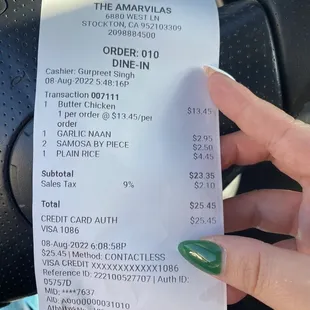 THE AMARVILAS
6880 WEST LN
STOCKTON, CA 952103309
2098884500
ORDER: 010
DINE-IN
Cashier: Gurpreet Singh
08-Aug-2022 5:48:16P
Transaction 007111
1 Butter Chicken $13.45
1 per order @ $13.45/per
order
1 GARLIC NAAN $2.95
2 SAMOSA BY PIECE $2.50
1 PLAIN RICE $4.45
Subtotal $23.35
Sales Tax 9% $2.10
Total $25.45
CREDIT CARD AUTH $25.45
VISA 1086
08-Aug-2022 6:08:58P
$25.45 | Method: CONTACTLESS
VISA CREDIT XXXXXXXXXXXX1086
Reference ID: 222100527707 | Auth ID:
05757D
MID: ****7637
AID: A0000000031010